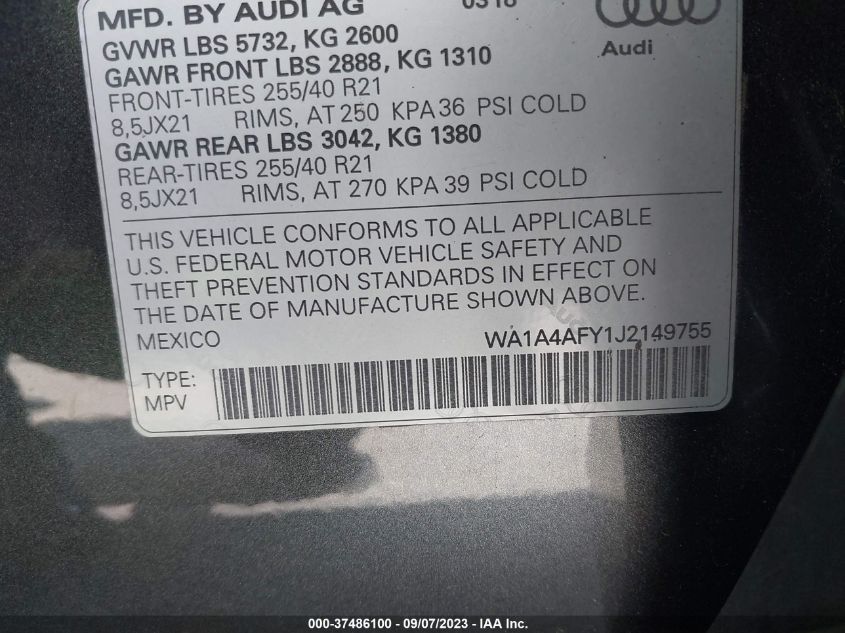 MFD. BY AUDI AG 03 18
GVWR LBS 5732, KG 2600
Audi
GAWR FRONT LBS 2888, KG 1310
FRONT-TIRES 255/40 R21
8,5JX21 RIMS, AT 250 KPA 36 PSI COLD
GAWR REAR LBS 3042, KG 1380
REAR-TIRES 255/40 R21
8,5JX21 RIMS, AT 270 KPA 39 PSI COLD
THIS VEHICLE CONFORMS TO ALL APPLICABLE
U.S. FEDERAL MOTOR VEHICLE SAFETY AND
THEFT PREVENTION STANDARDS IN EFFECT ON
THE DATE OF MANUFACTURE SHOWN ABOVE.
MEXICO WA1A4AFY1J2149755
TYPE:
MPV
000-37486100 - 09/07/2023 - IAA Inc.